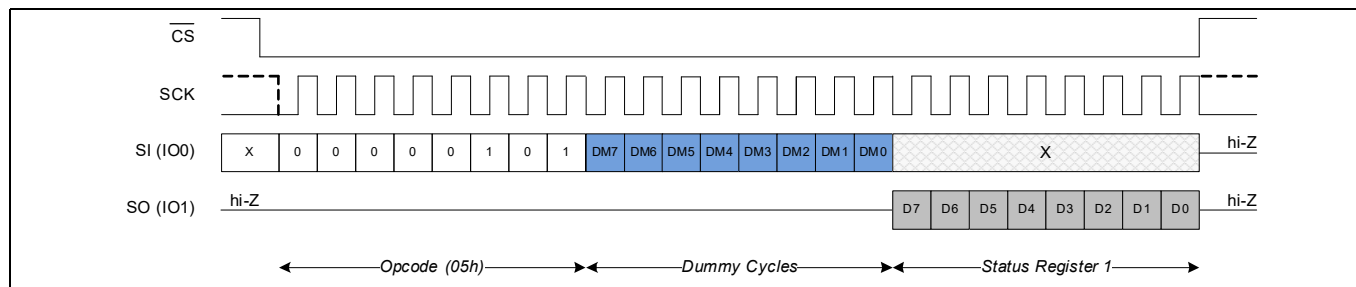 CS
SCK
SI (IO0) X 0 0 0 0 0 1 0 1 DM7 DM6 DM5 DM4 DM3 DM2 DM1 DM0 X hi-Z
SO (IO1) hi-Z D7 D6 D5 D4 D3 D2 D1 D0 hi-Z
Opcode (05h) Dummy Cycles Status Register 1